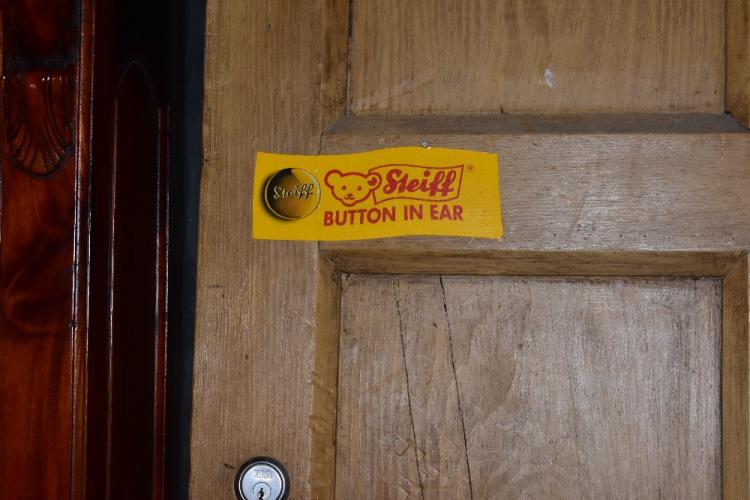 Steiff
Steiff®
BUTTON IN EAR